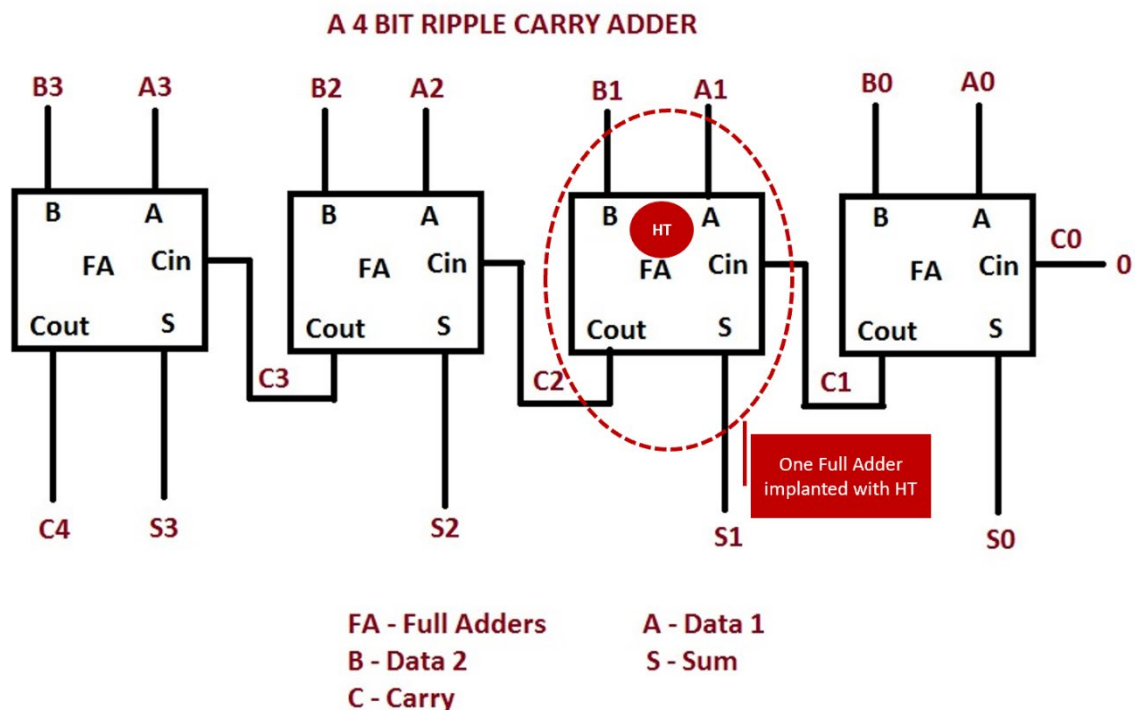 A 4 BIT RIPPLE CARRY ADDER
B3 A3 B2 A2 B1 A1 B0 A0
B A B A B HT A B A
C0
FA Cin FA Cin FA Cin FA Cin 0
Cout S Cout S Cout S Cout S
C3 C2 C1
One Full Adder
implanted with HT
C4 S3 S2 S1 S0
FA - Full Adders A - Data 1
B - Data 2 S - Sum
C - Carry